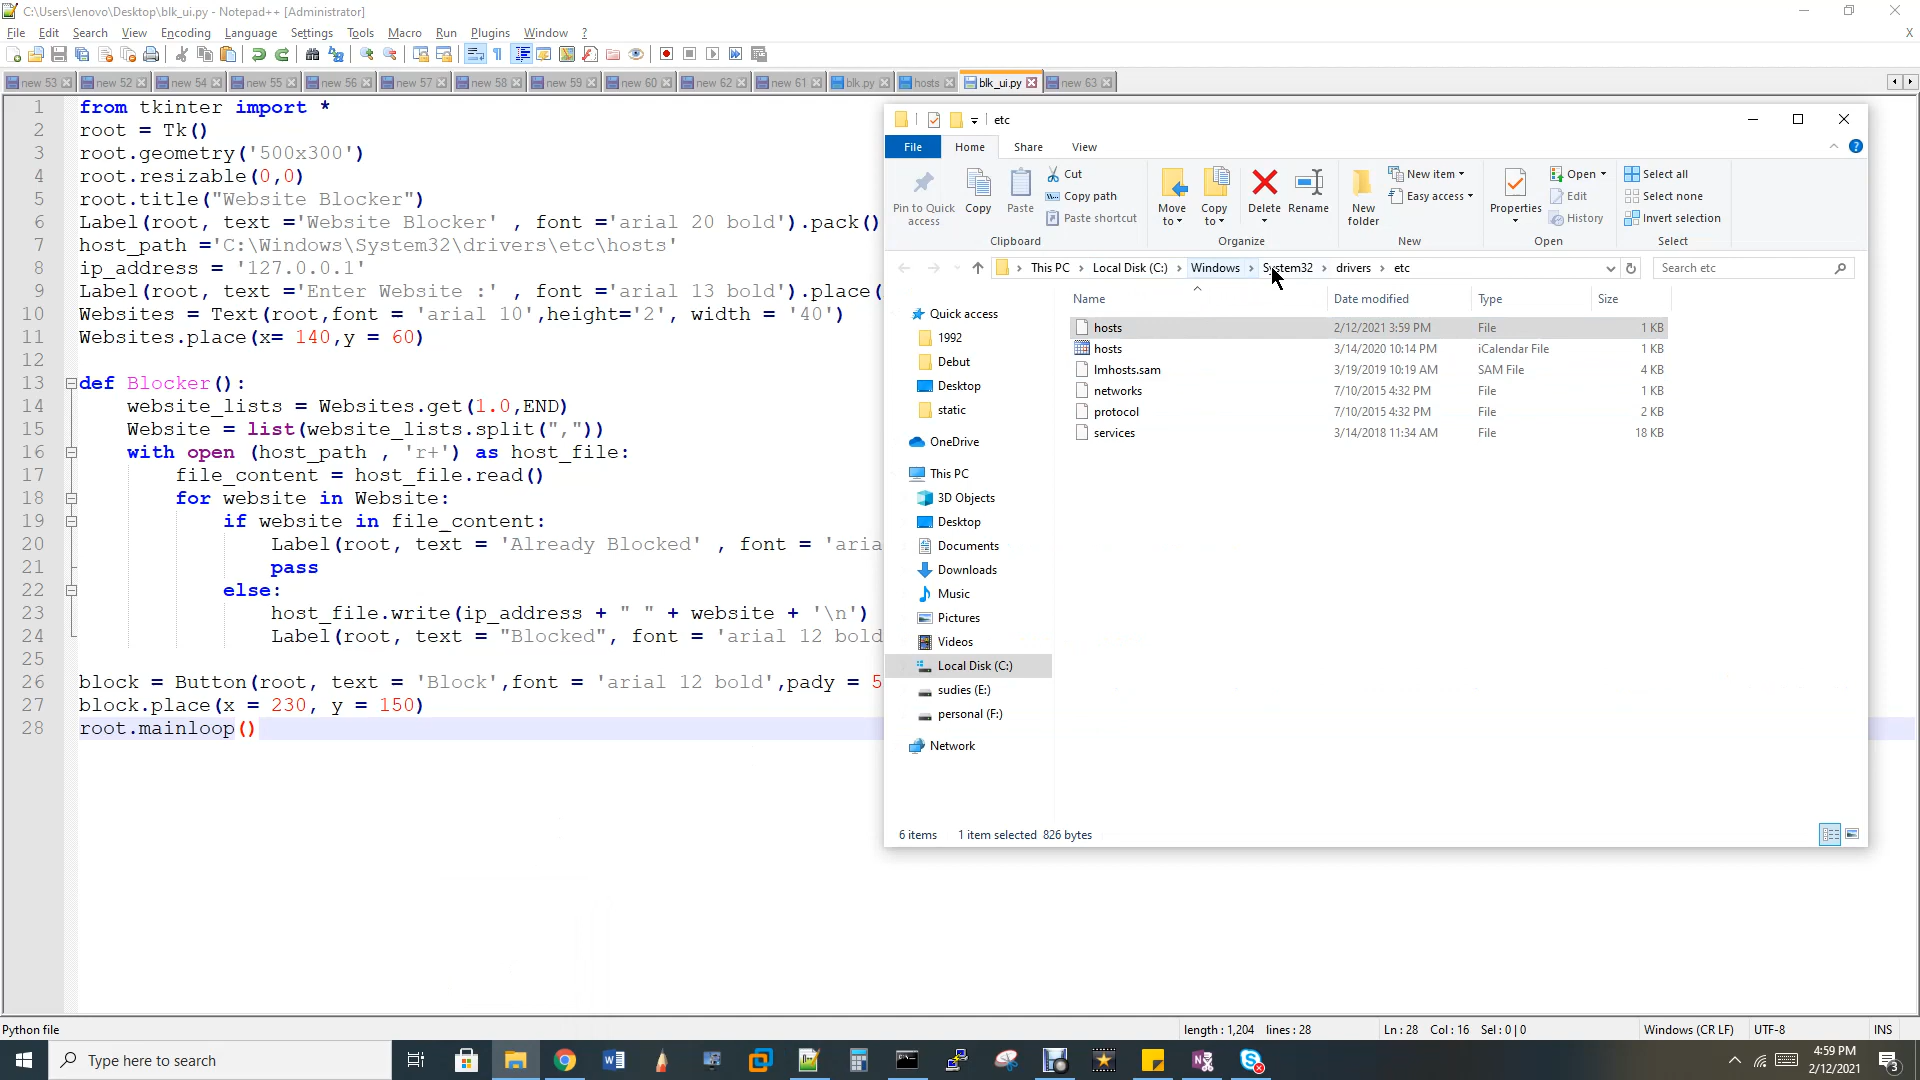 C:\Users\lenovo\Desktop\blk_ui.py - Notepad++ [Administrator]
File Edit Search View Encoding Language Settings Tools Macro Run Plugins Window ? X
new 53 new 52 new 54 new 55 new 56 new 57 new 58 new 59 new 60 new 62 new 61 blk.py hosts blk_ui.py new 63
1 from tkinter import *
2 root = Tk()
3 root.geometry('500x300')
4 root.resizable(0,0)
5 root.title("Website Blocker")
6 Label(root, text ='Website Blocker' , font ='arial 20 bold').pack()
7 host_path ='C:\Windows\System32\drivers\etc\hosts'
8 ip_address = '127.0.0.1'
9 Label(root, text ='Enter Website :' , font ='arial 13 bold').place(
10 Websites = Text(root,font = 'arial 10',height='2', width = '40')
11 Websites.place(x= 140,y = 60)
12
13 def Blocker():
14 website_lists = Websites.get(1.0,END)
15 Website = list(website_lists.split(","))
16 with open (host_path , 'r+') as host_file:
17 file_content = host_file.read()
18 for website in Website:
19 if website in file_content:
20 Label(root, text = 'Already Blocked' , font = 'aria
21 pass
22 else:
23 host_file.write(ip_address + " " + website + '\n')
24 Label(root, text = "Blocked", font = 'arial 12 bold
25
26 block = Button(root, text = 'Block',font = 'arial 12 bold',pady = 5
27 block.place(x = 230, y = 150)
28 root.mainloop()
etc
File Home Share View
Pin to Quick access
Copy
Paste
Cut
Copy path
Paste shortcut
Clipboard
Move to
Copy to
Delete
Rename
Organize
New folder
New item
Easy access
New
Properties
Open
Edit
History
Open
Select all
Select none
Invert selection
Select
This PC Local Disk (C:) Windows System32 drivers etc
Search etc
Name Date modified Type Size
hosts 2/12/2021 3:59 PM File 1 KB
hosts 3/14/2020 10:14 PM iCalendar File 1 KB
lmhosts.sam 3/19/2019 10:19 AM SAM File 4 KB
networks 7/10/2015 4:32 PM File 1 KB
protocol 7/10/2015 4:32 PM File 2 KB
services 3/14/2018 11:34 AM File 18 KB
Quick access
1992
Debut
Desktop
static
OneDrive
This PC
3D Objects
Desktop
Documents
Downloads
Music
Pictures
Videos
Local Disk (C:)
sudies (E:)
personal (F:)
Network
6 items 1 item selected 826 bytes
Python file length : 1,204 lines : 28 Ln : 28 Col : 16 Sel : 0 | 0 Windows (CR LF) UTF-8 INS
Type here to search
4:59 PM
2/12/2021
3